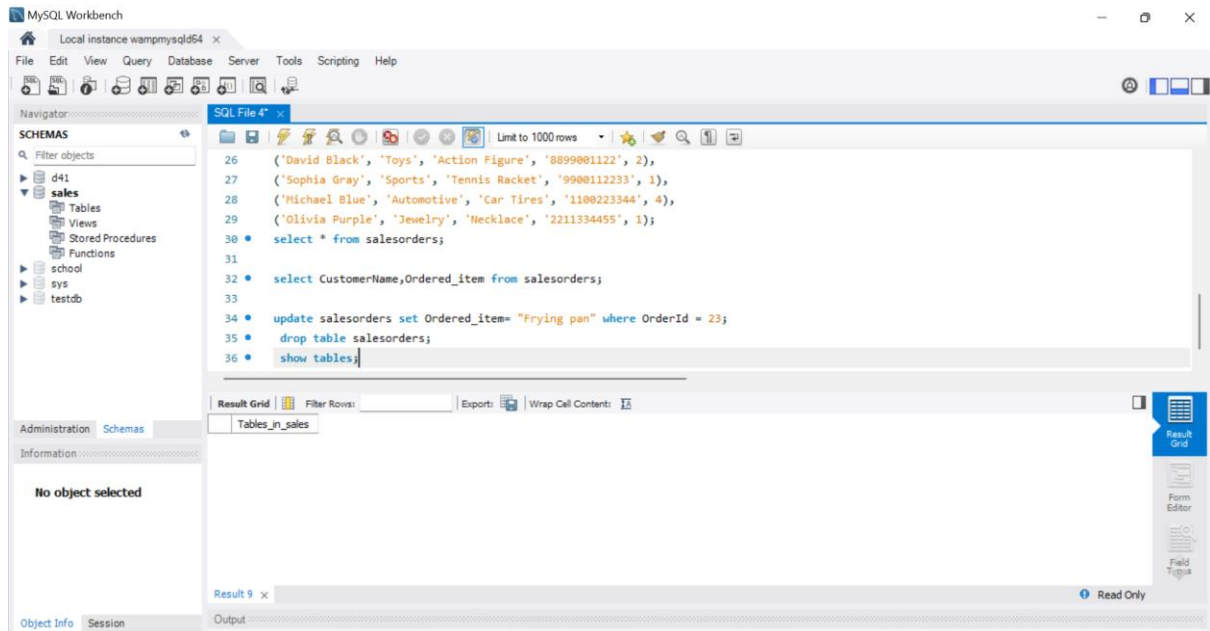 MySQL Workbench
Local instance wampmysqld64
File Edit View Query Database Server Tools Scripting Help
Navigator
SQL File 4*
SCHEMAS
Limit to 1000 rows
Filter objects
d41
sales
Tables
Views
Stored Procedures
Functions
school
sys
testdb
26 ('David Black', 'Toys', 'Action Figure', '8899001122', 2),
27 ('Sophia Gray', 'Sports', 'Tennis Racket', '9900112233', 1),
28 ('Michael Blue', 'Automotive', 'Car Tires', '1100223344', 4),
29 ('Olivia Purple', 'Jewelry', 'Necklace', '2211334455', 1);
30 select * from salesorders;
31
32 select CustomerName,Ordered_item from salesorders;
33
34 update salesorders set Ordered_item= "Frying pan" where OrderId = 23;
35 drop table salesorders;
36 show tables;
Result Grid Filter Rows: Export: Wrap Cell Content:
Tables_in_sales
Administration Schemas
Information
No object selected
Result Grid
Form Editor
Field Types
Result 9
Read Only
Object Info Session
Output